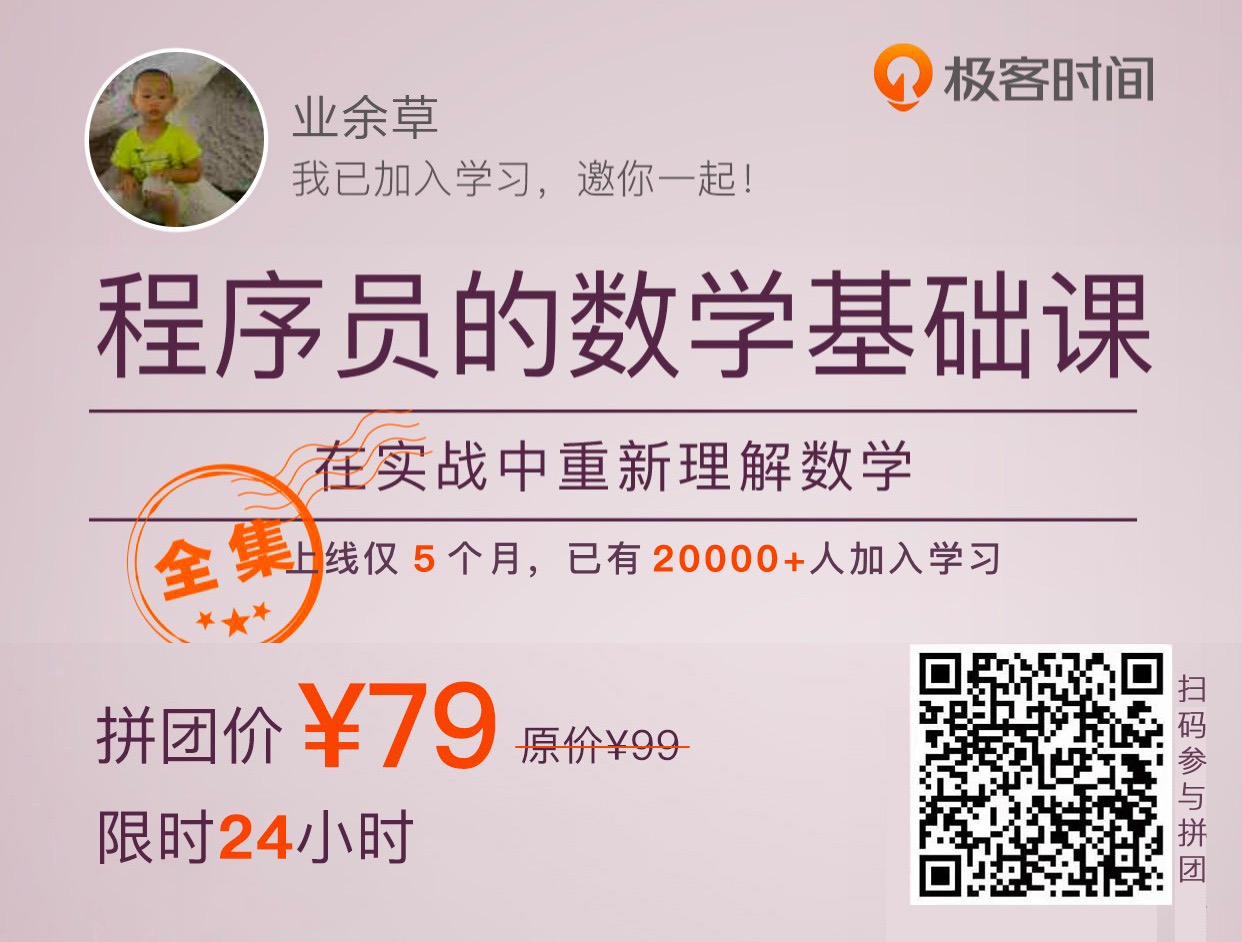 极客时间
业余草
我已加入学习，邀你一起！
程序员的数学基础课
在实战中重新理解数学
全集
上线仅 5 个月，已有 20000+人加入学习
拼团价 ¥79 原价¥99
限时24小时
扫码参与拼团